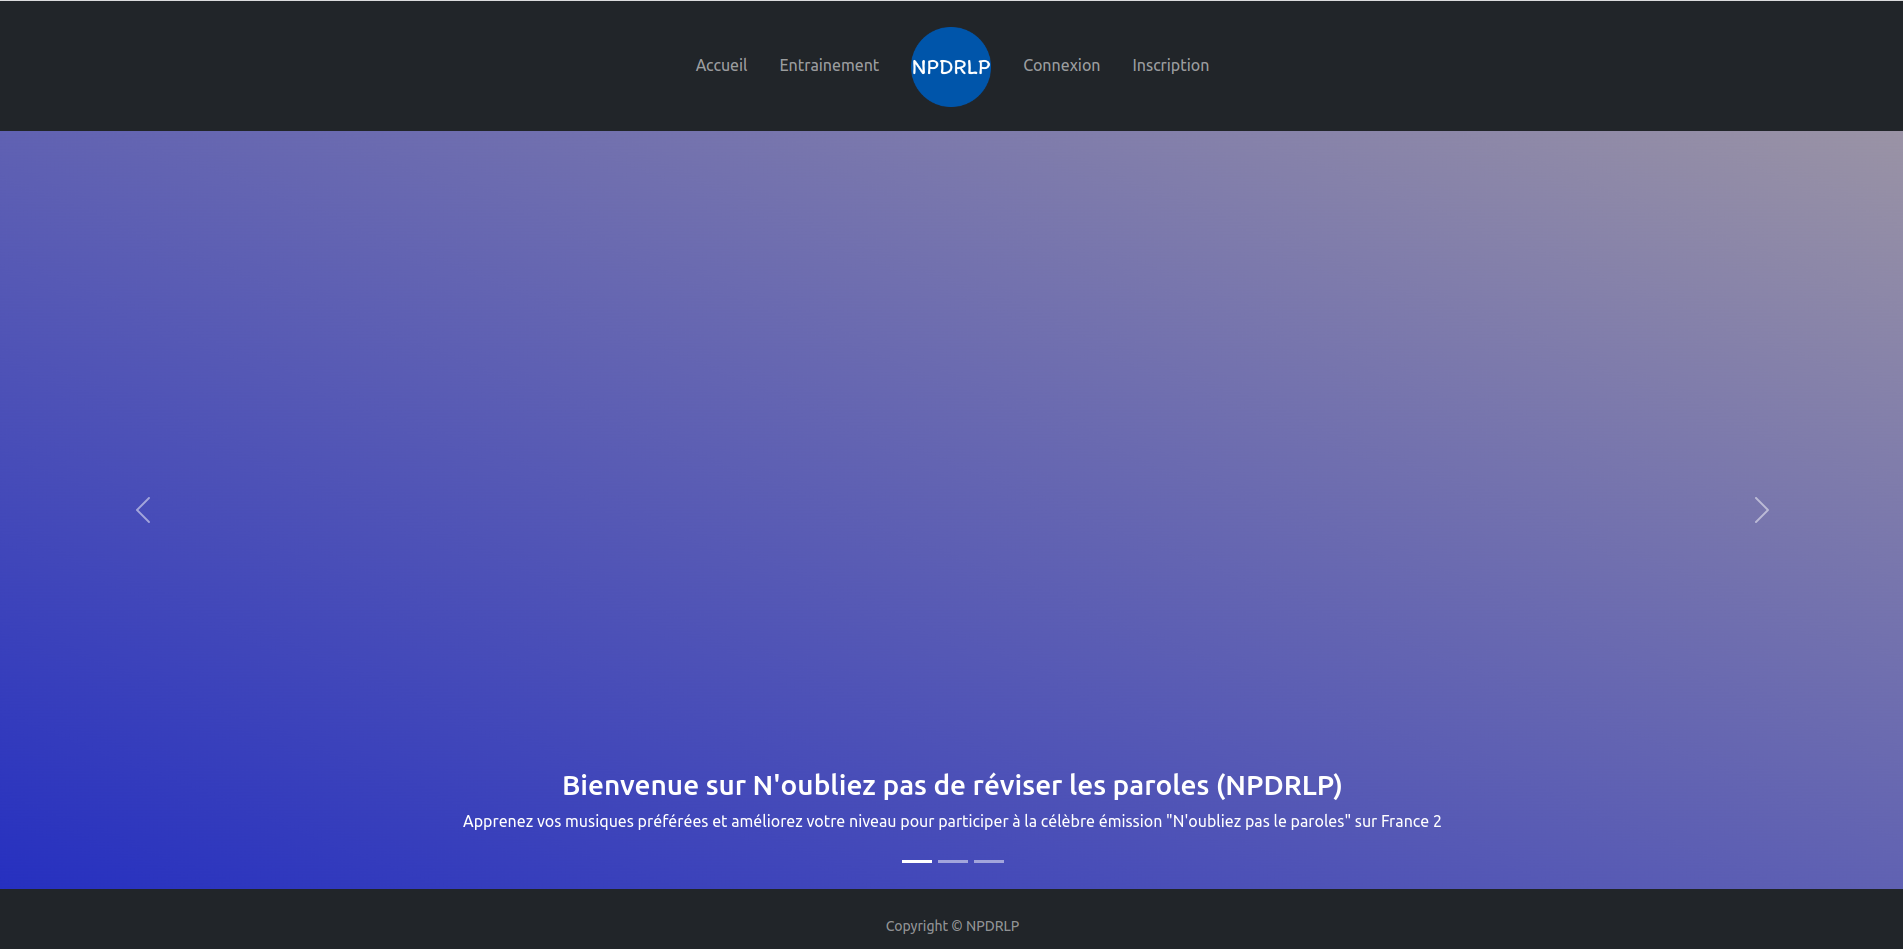 Accueil Entrainement NPDRLP Connexion Inscription
Bienvenue sur N'oubliez pas de réviser les paroles (NPDRLP)
Apprenez vos musiques préférées et améliorez votre niveau pour participer à la célèbre émission "N'oubliez pas le paroles" sur France 2
Copyright © NPDRLP